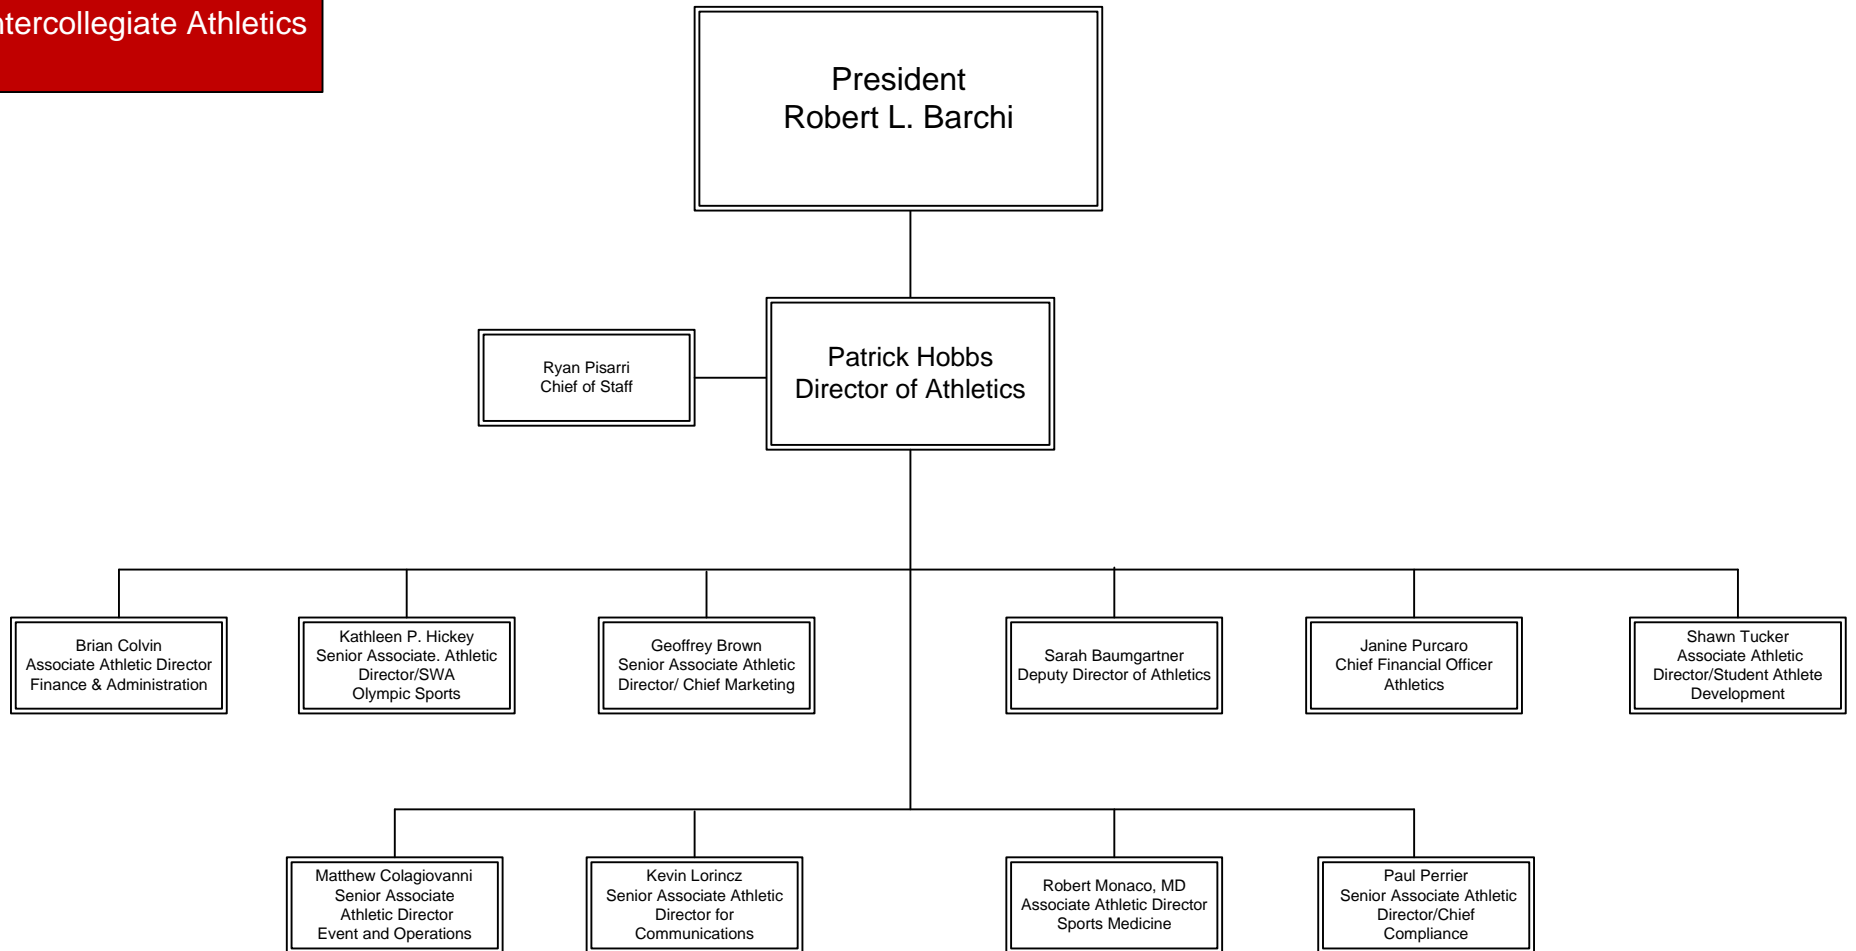 ntercollegiate Athletics
President
Robert L. Barchi
Ryan Pisarri
Chief of Staff
Patrick Hobbs
Director of Athletics
Brian Colvin
Associate Athletic Director
Finance & Administration
Kathleen P. Hickey
Senior Associate. Athletic
Director/SWA
Olympic Sports
Geoffrey Brown
Senior Associate Athletic
Director/ Chief Marketing
Sarah Baumgartner
Deputy Director of Athletics
Janine Purcaro
Chief Financial Officer
Athletics
Shawn Tucker
Associate Athletic
Director/Student Athlete
Development
Matthew Colagiovanni
Senior Associate
Athletic Director
Event and Operations
Kevin Lorincz
Senior Associate Athletic
Director for
Communications
Robert Monaco, MD
Associate Athletic Director
Sports Medicine
Paul Perrier
Senior Associate Athletic
Director/Chief
Compliance